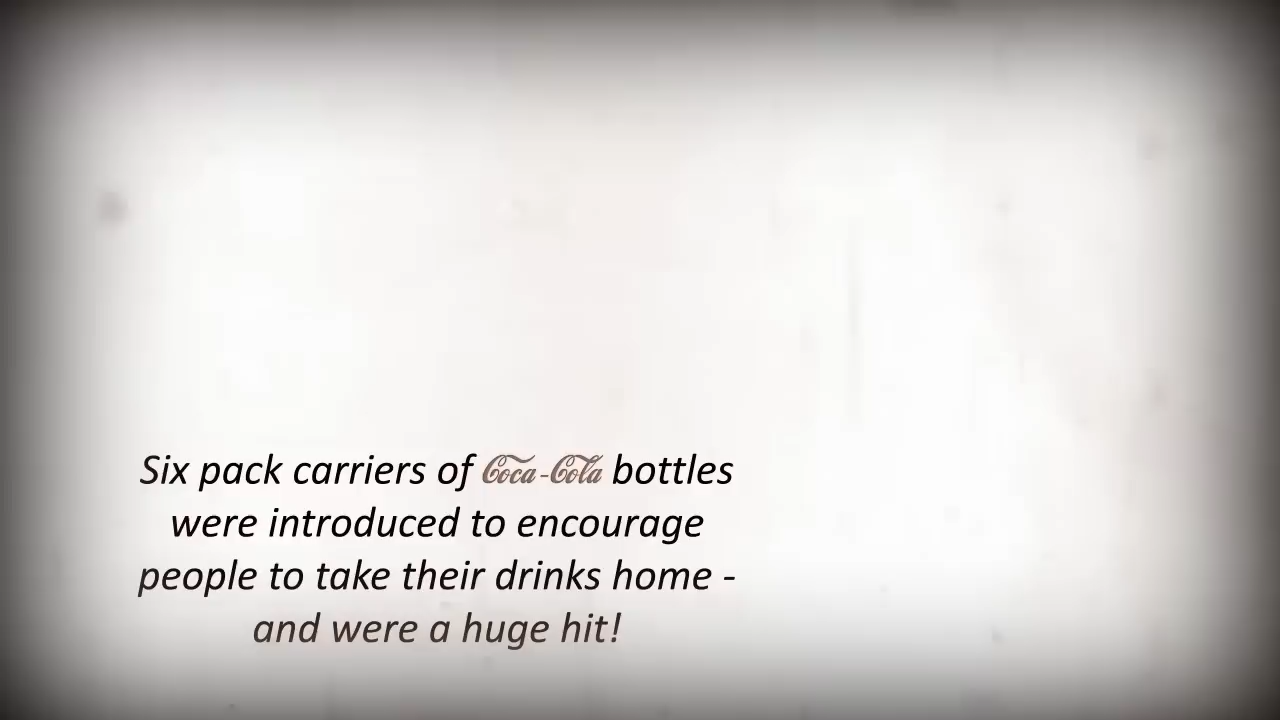 Six pack carriers of Coca-Cola bottles
were introduced to encourage
people to take their drinks home -
and were a huge hit!